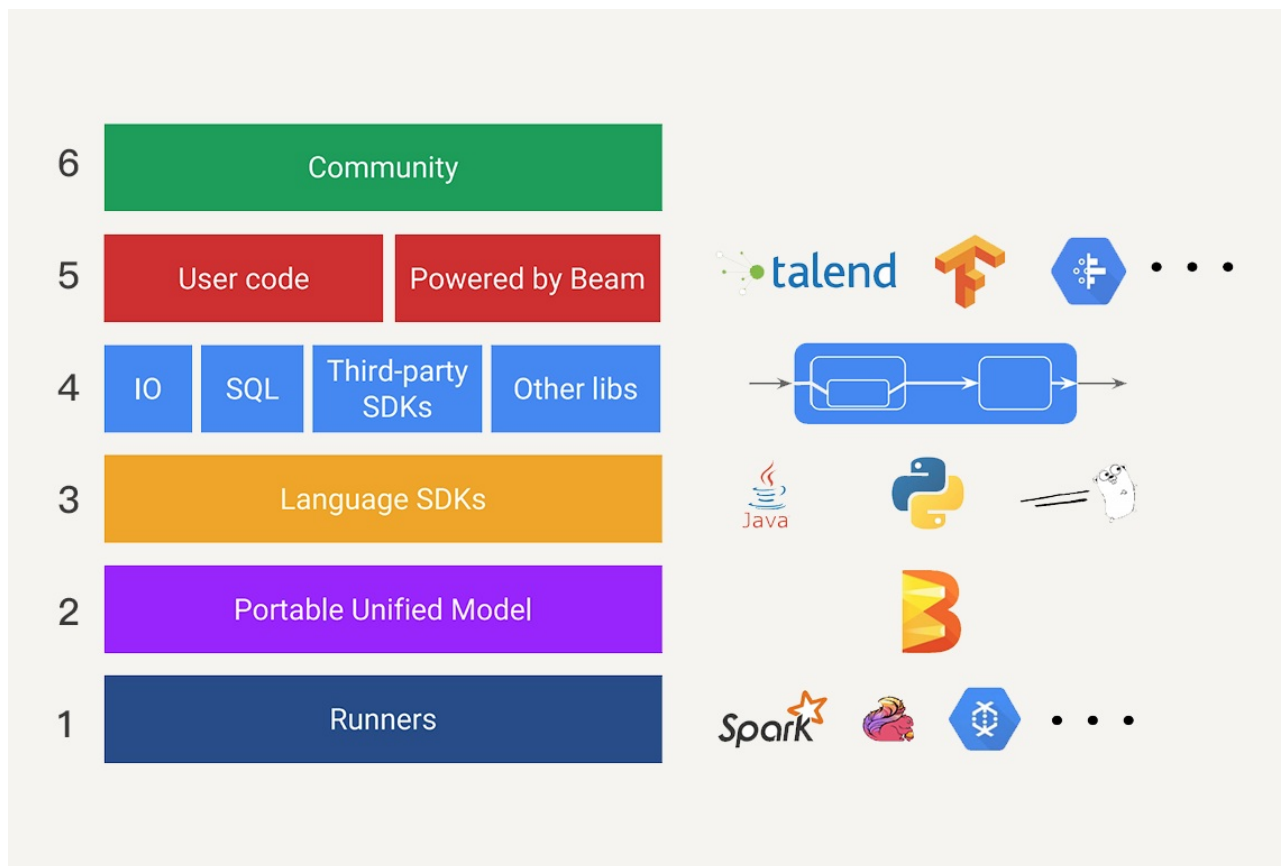 6
Community
5
User code
Powered by Beam
talend
4
IO
SQL
Third-party
SDKs
Other libs
3
Language SDKs
Java
2
Portable Unified Model
1
Runners
Spark